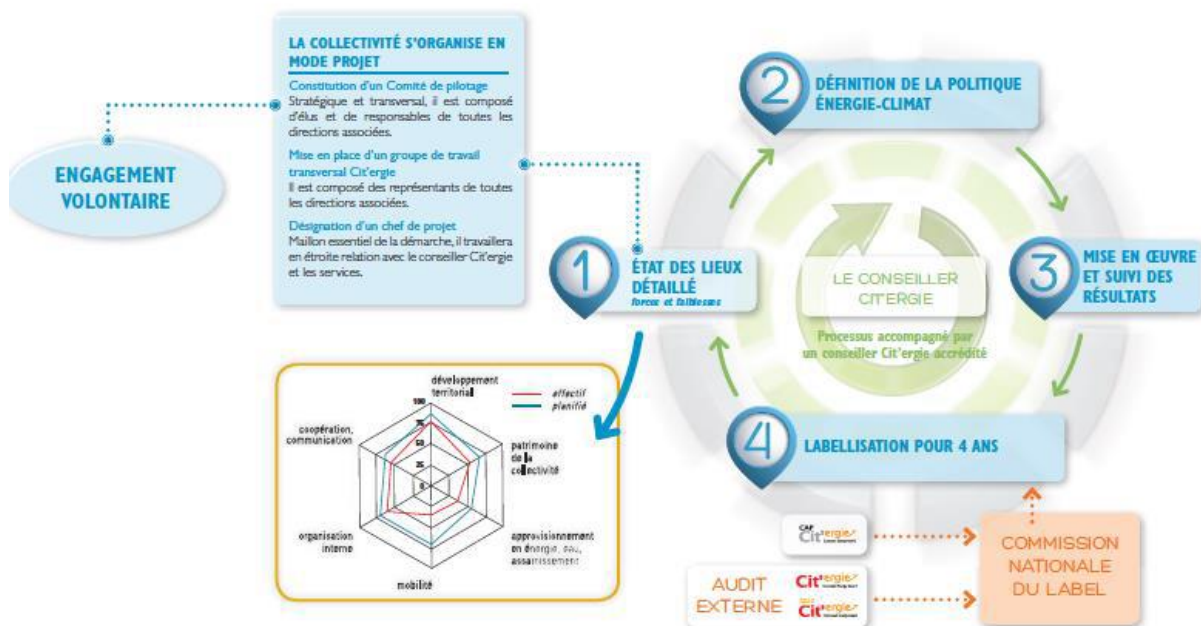 ENGAGEMENT
VOLONTAIRE
LA COLLECTIVITÉ S'ORGANISE EN
MODE PROJET
Constitution d'un Comité de pilotage
Stratégique et transversal, il est composé
d'élus et de responsables de toutes les
directions associées.
Mise en place d'un groupe de travail
transversal Cit'ergie
Il est composé des représentants de toutes
les directions associées.
Désignation d'un chef de projet
Maillon essentiel de la démarche, il travaillera
en étroite relation avec le conseiller Cit'ergie
et les services.
1
ÉTAT DES LIEUX
DÉTAILLÉ
forces et faiblesses
2
DÉFINITION DE LA POLITIQUE
ÉNERGIE-CLIMAT
3
MISE EN ŒUVRE
ET SUIVI DES
RÉSULTATS
4
LABELLISATION POUR 4 ANS
LE CONSEILLER
CIT'ERGIE
Processus accompagné par
un conseiller Cit'ergie accrédité
développement
territorial
effectif
planifié
100
75
50
25
0
coopération,
communication
patrimoine
de la
collectivité
organisation
interne
approvisionnement
en énergie, eau,
assainissement
mobilité
CAP
Cit'ergie
AUDIT
EXTERNE
Cit'ergie
Cit'ergie
COMMISSION
NATIONALE
DU LABEL